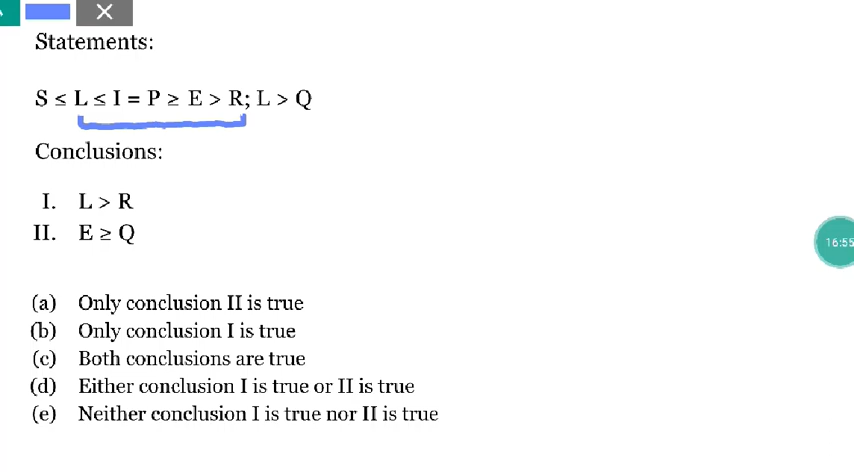 Statements:
S ≤ L ≤ I = P ≥ E > R; L > Q
Conclusions:
I. L > R
II. E ≥ Q
16:55
(a) Only conclusion II is true
(b) Only conclusion I is true
(c) Both conclusions are true
(d) Either conclusion I is true or II is true
(e) Neither conclusion I is true nor II is true